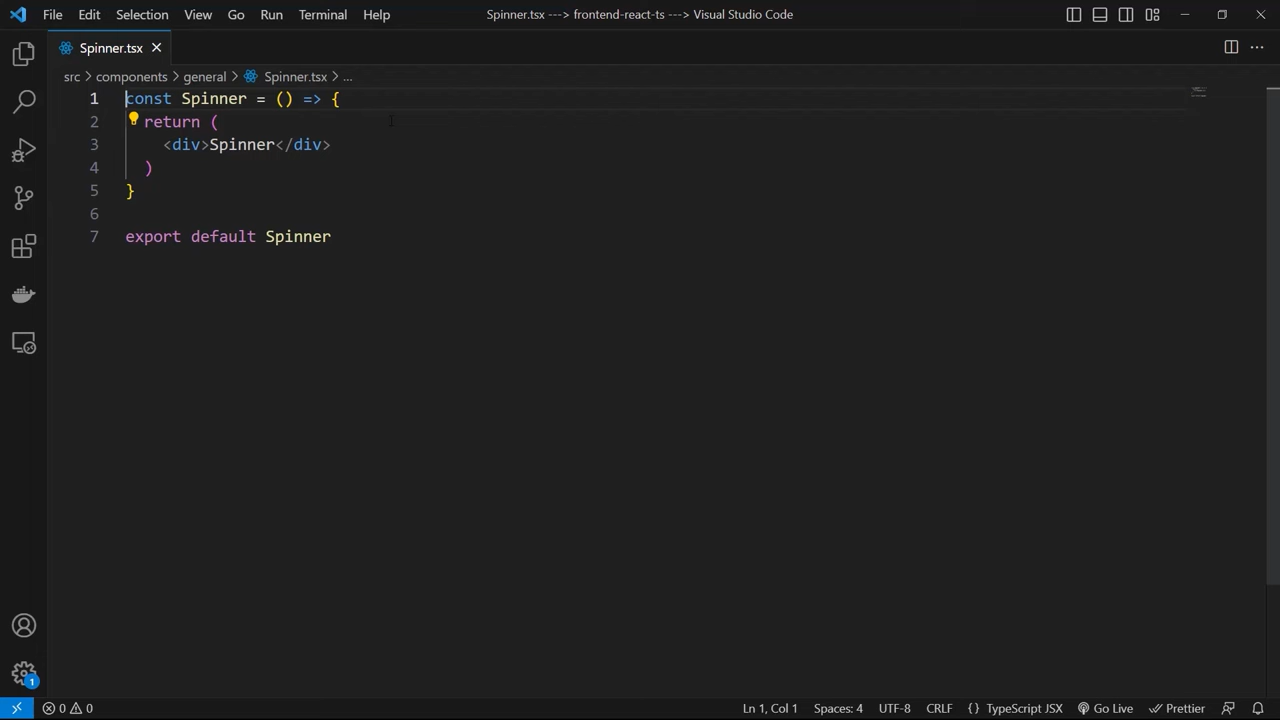 File Edit Selection View Go Run Terminal Help Spinner.tsx ---> frontend-react-ts ---> Visual Studio Code
Spinner.tsx
src > components > general > Spinner.tsx > ...
1 const Spinner = () => {
2 return (
3 <div>Spinner</div>
4 )
5 }
6
7 export default Spinner
1
0 0 Ln 1, Col 1 Spaces: 4 UTF-8 CRLF { } TypeScript JSX Go Live Prettier